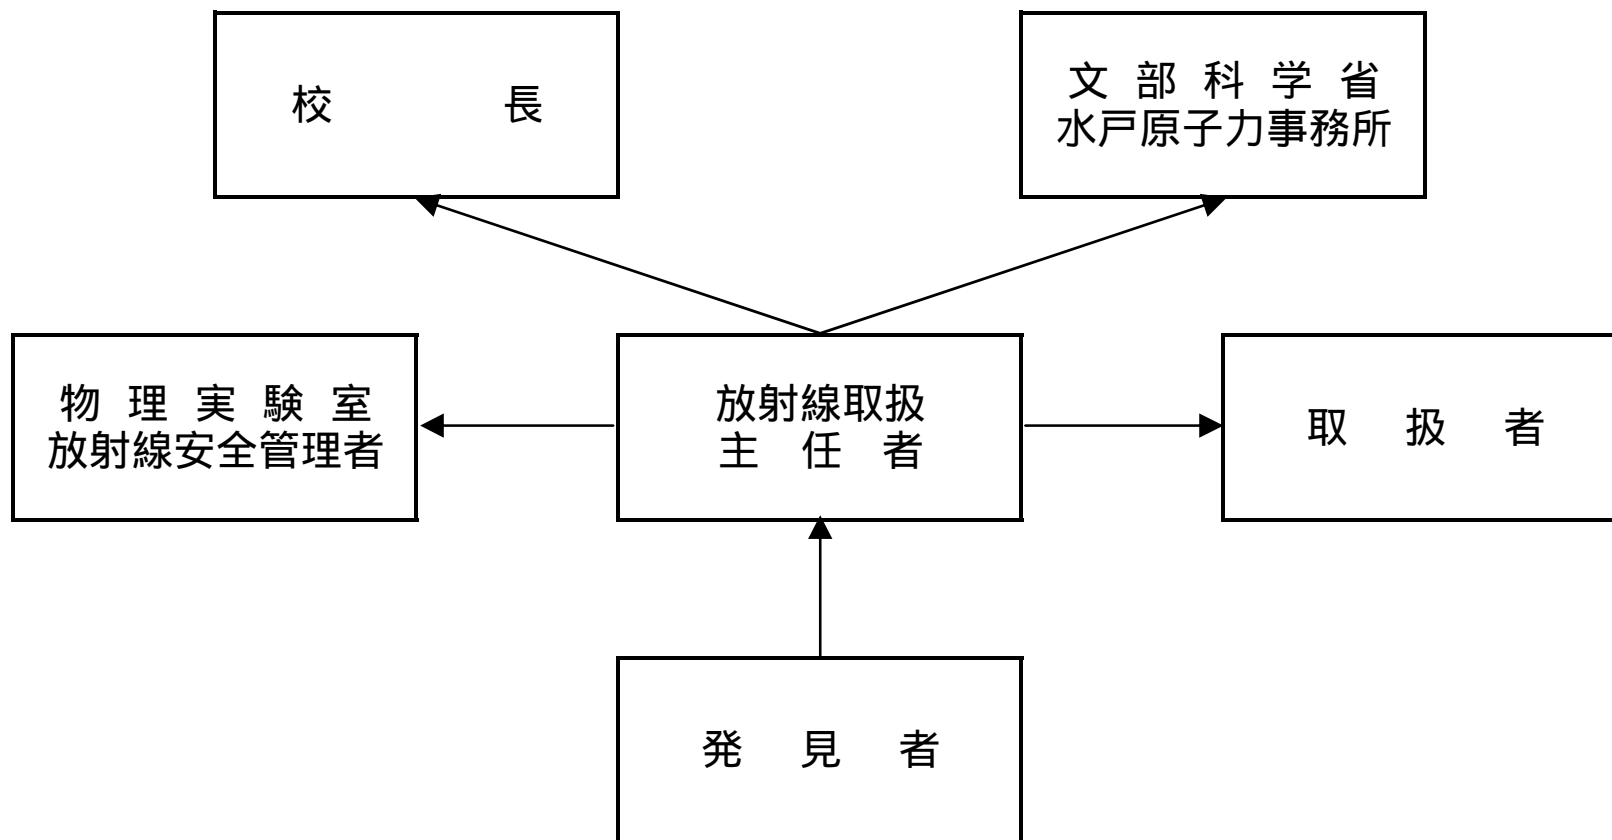 校長
文部科学省
水戸原子力事務所
物理実験室
放射線安全管理者
放射線取扱
主任者
取扱者
発見者